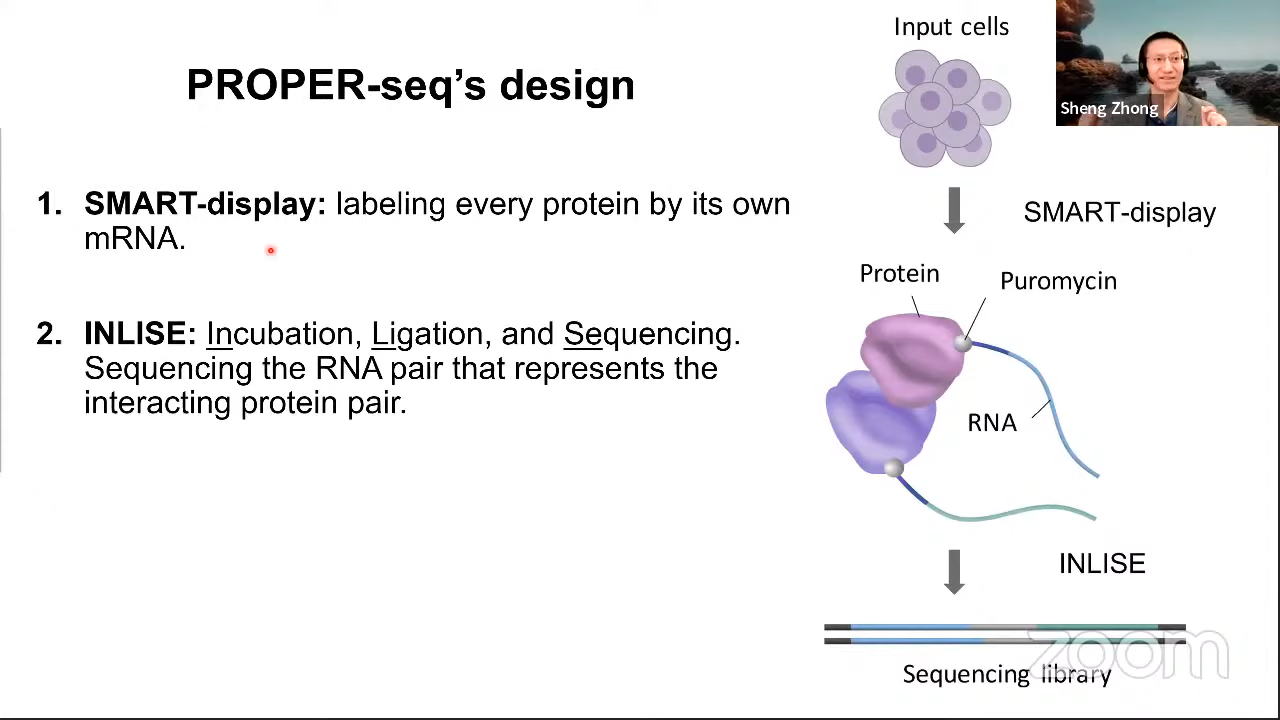 Input cells
Sheng Zhong
PROPER-seq's design
1. SMART-display: labeling every protein by its own
mRNA.
SMART-display
Protein
Puromycin
2. INLISE: Incubation, Ligation, and Sequencing.
Sequencing the RNA pair that represents the
interacting protein pair.
RNA
INLISE
zoom
Sequencing library